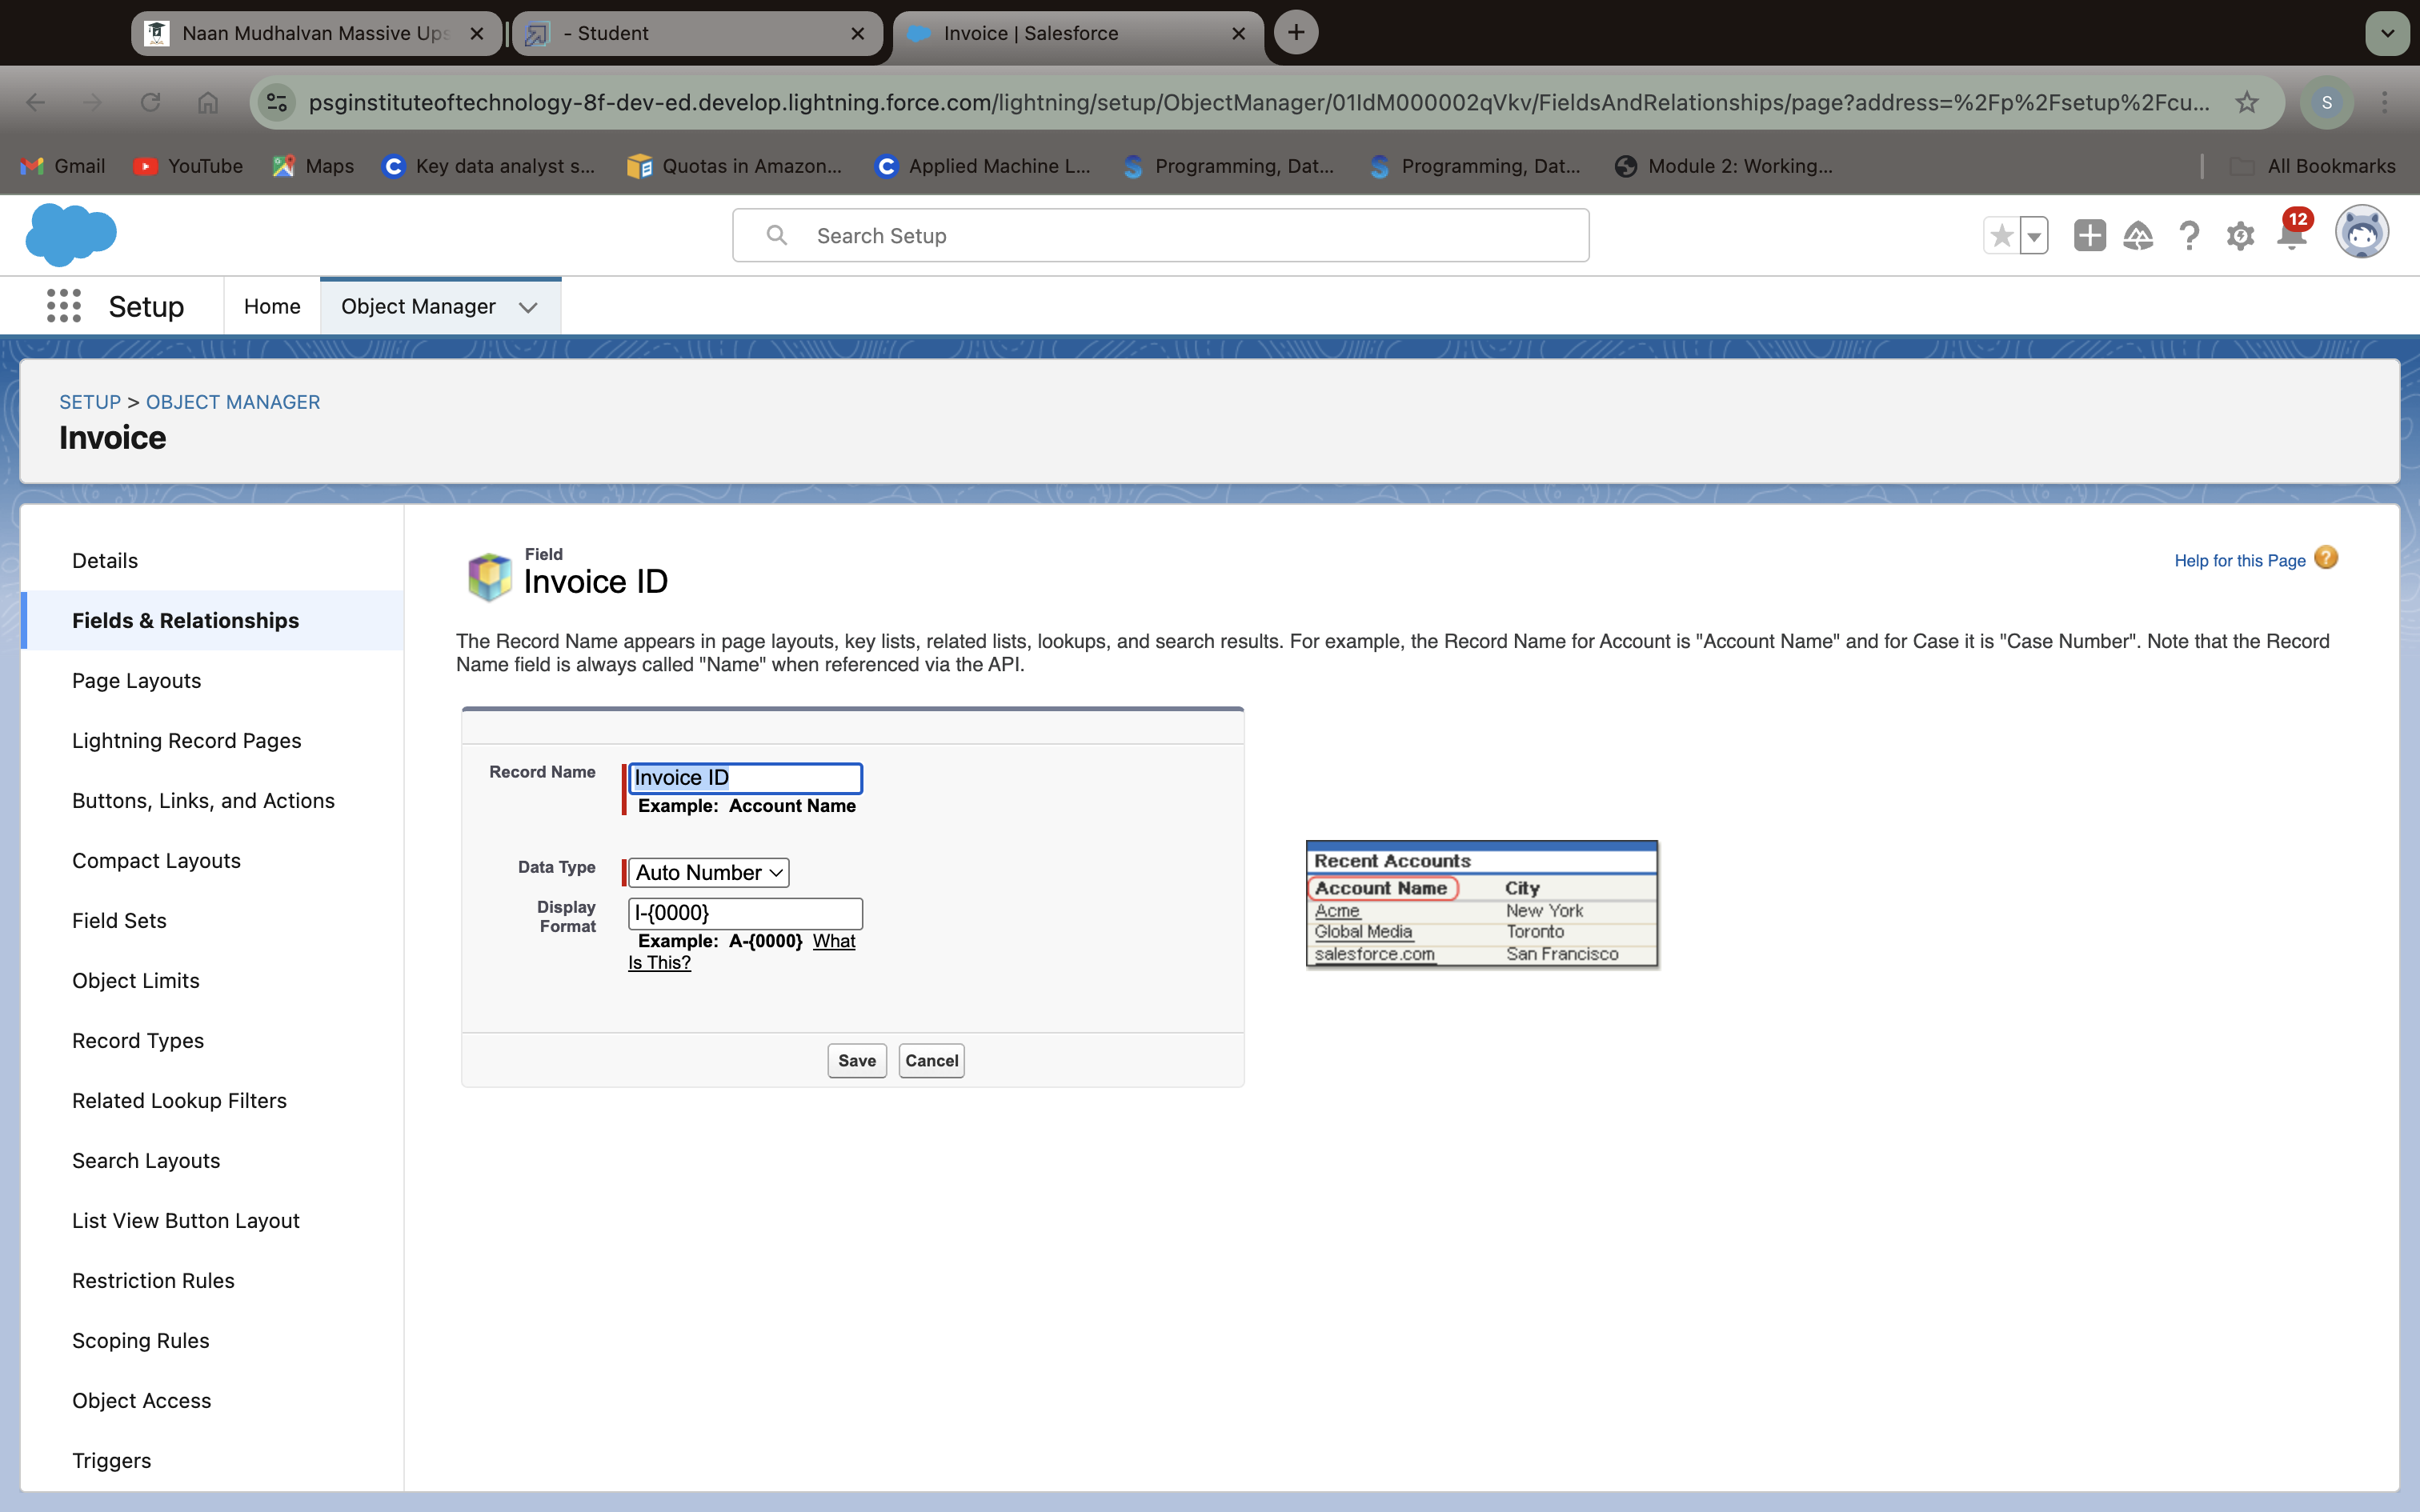 Naan Mudhalvan Massive Ups
- Student
Invoice | Salesforce
psginstituteoftechnology-8f-dev-ed.develop.lightning.force.com/lightning/setup/ObjectManager/01IdM000002qVkv/FieldsAndRelationships/page?address=%2Fp%2Fsetup%2Fcu...
S
Gmail
YouTube
Maps
Key data analyst s...
Quotas in Amazon...
Applied Machine L...
Programming, Dat...
Programming, Dat...
Module 2: Working...
All Bookmarks
Search Setup
12
Setup
Home
Object Manager
SETUP > OBJECT MANAGER
Invoice
Details
Fields & Relationships
Page Layouts
Lightning Record Pages
Buttons, Links, and Actions
Compact Layouts
Field Sets
Object Limits
Record Types
Related Lookup Filters
Search Layouts
List View Button Layout
Restriction Rules
Scoping Rules
Object Access
Triggers
Field
Invoice ID
Help for this Page
The Record Name appears in page layouts, key lists, related lists, lookups, and search results. For example, the Record Name for Account is "Account Name" and for Case it is "Case Number". Note that the Record
Name field is always called "Name" when referenced via the API.
Record Name
Invoice ID
Example: Account Name
Data Type
Auto Number
Display
Format
I-{0000}
Example: A-{0000} What
Is This?
Save
Cancel
Recent Accounts
Account Name City
Acme New York
Global Media Toronto
salesforce.com San Francisco